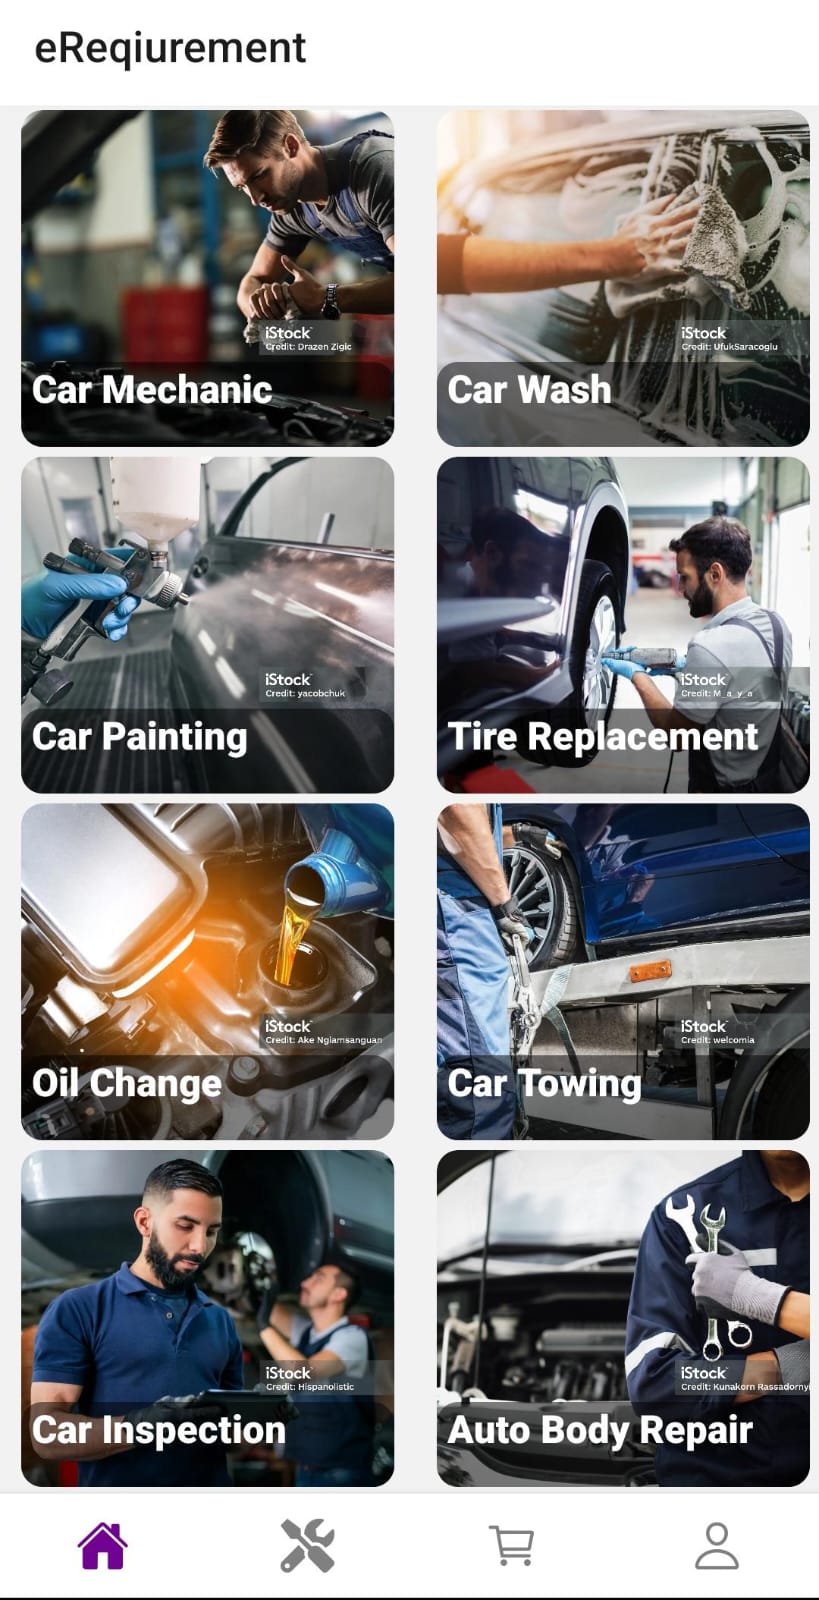 eReqiurement
iStock
Credit: Drazen Zigic
Car Mechanic
iStock
Credit: UfukSaracoglu
Car Wash
iStock
Credit: yacobchuk
Car Painting
iStock
Credit: M_a_y_a
Tire Replacement
iStock
Credit: Ake Ngiamsanguan
Oil Change
iStock
Credit: welcomia
Car Towing
iStock
Credit: Hispanolistic
Car Inspection
iStock
Credit: Kunakorn Rassadornyi
Auto Body Repair